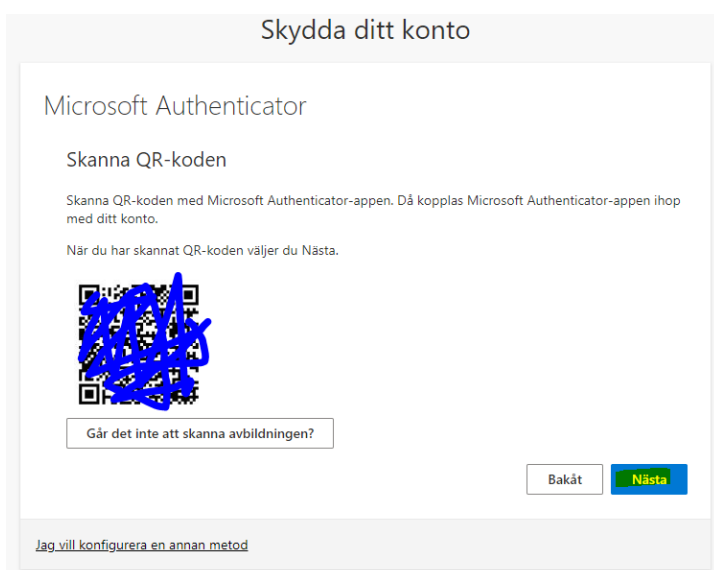 Skydda ditt konto
Microsoft Authenticator
Skanna QR-koden
Skanna QR-koden med Microsoft Authenticator-appen. Då kopplas Microsoft Authenticator-appen ihop
med ditt konto.
När du har skannat QR-koden väljer du Nästa.
Går det inte att skanna avbildningen?
Bakåt
Nästa
Jag vill konfigurera en annan metod